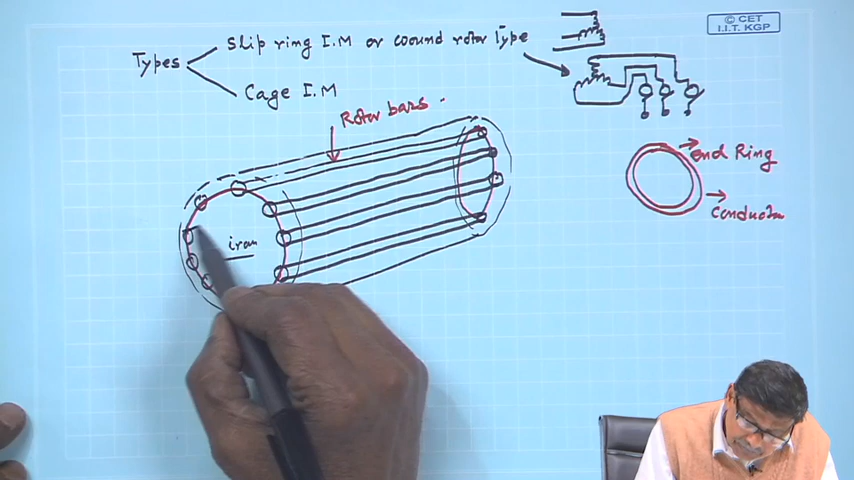 © CET
I.I.T. KGP
Types
Slip ring I.M or wound rotor Type
Cage I.M
Rotor bars
end Ring
conductor
iron